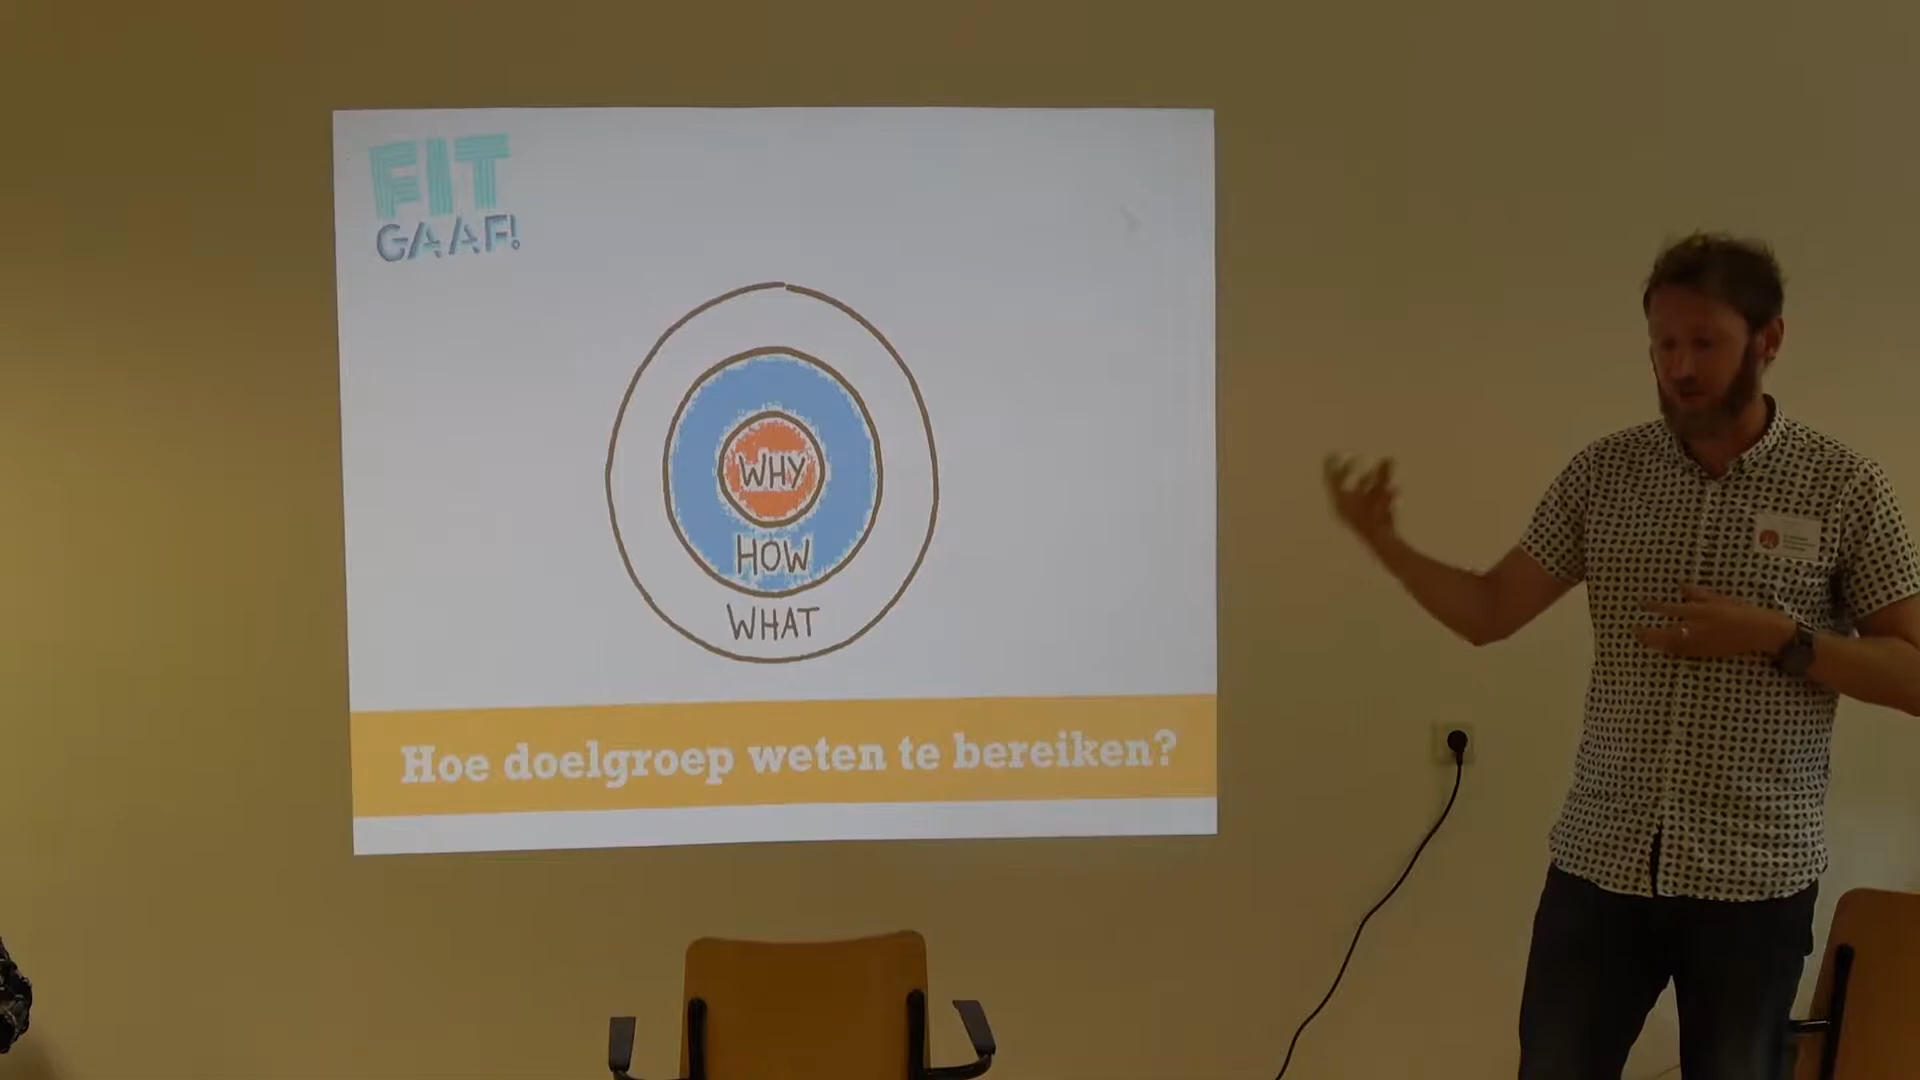 FIT
GAAF!
WHY
HOW
WHAT
Hoe doelgroep weten te bereiken?